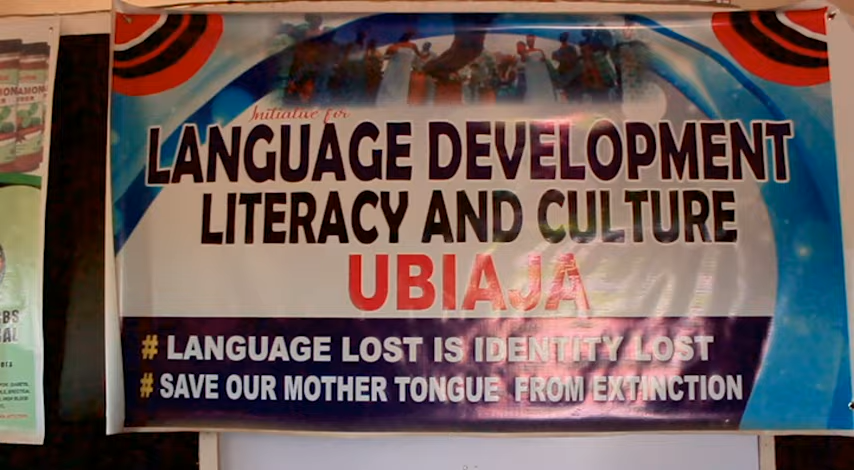 Initiative for
LANGUAGE DEVELOPMENT
LITERACY AND CULTURE
UBIAJA
# LANGUAGE LOST IS IDENTITY LOST
# SAVE OUR MOTHER TONGUE FROM EXTINCTION